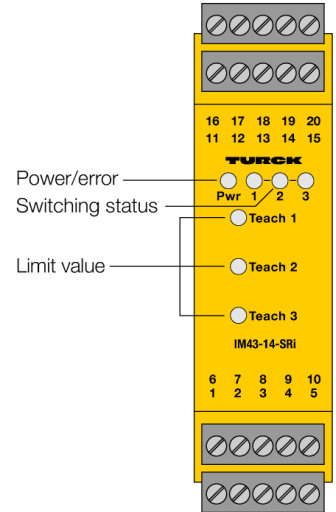 16 17 18 19 20
11 12 13 14 15
TURCK
Power/error
Pwr 1 2 3
Switching status
Teach 1
Limit value
Teach 2
Teach 3
IM43-14-SRi
6 7 8 9 10
1 2 3 4 5